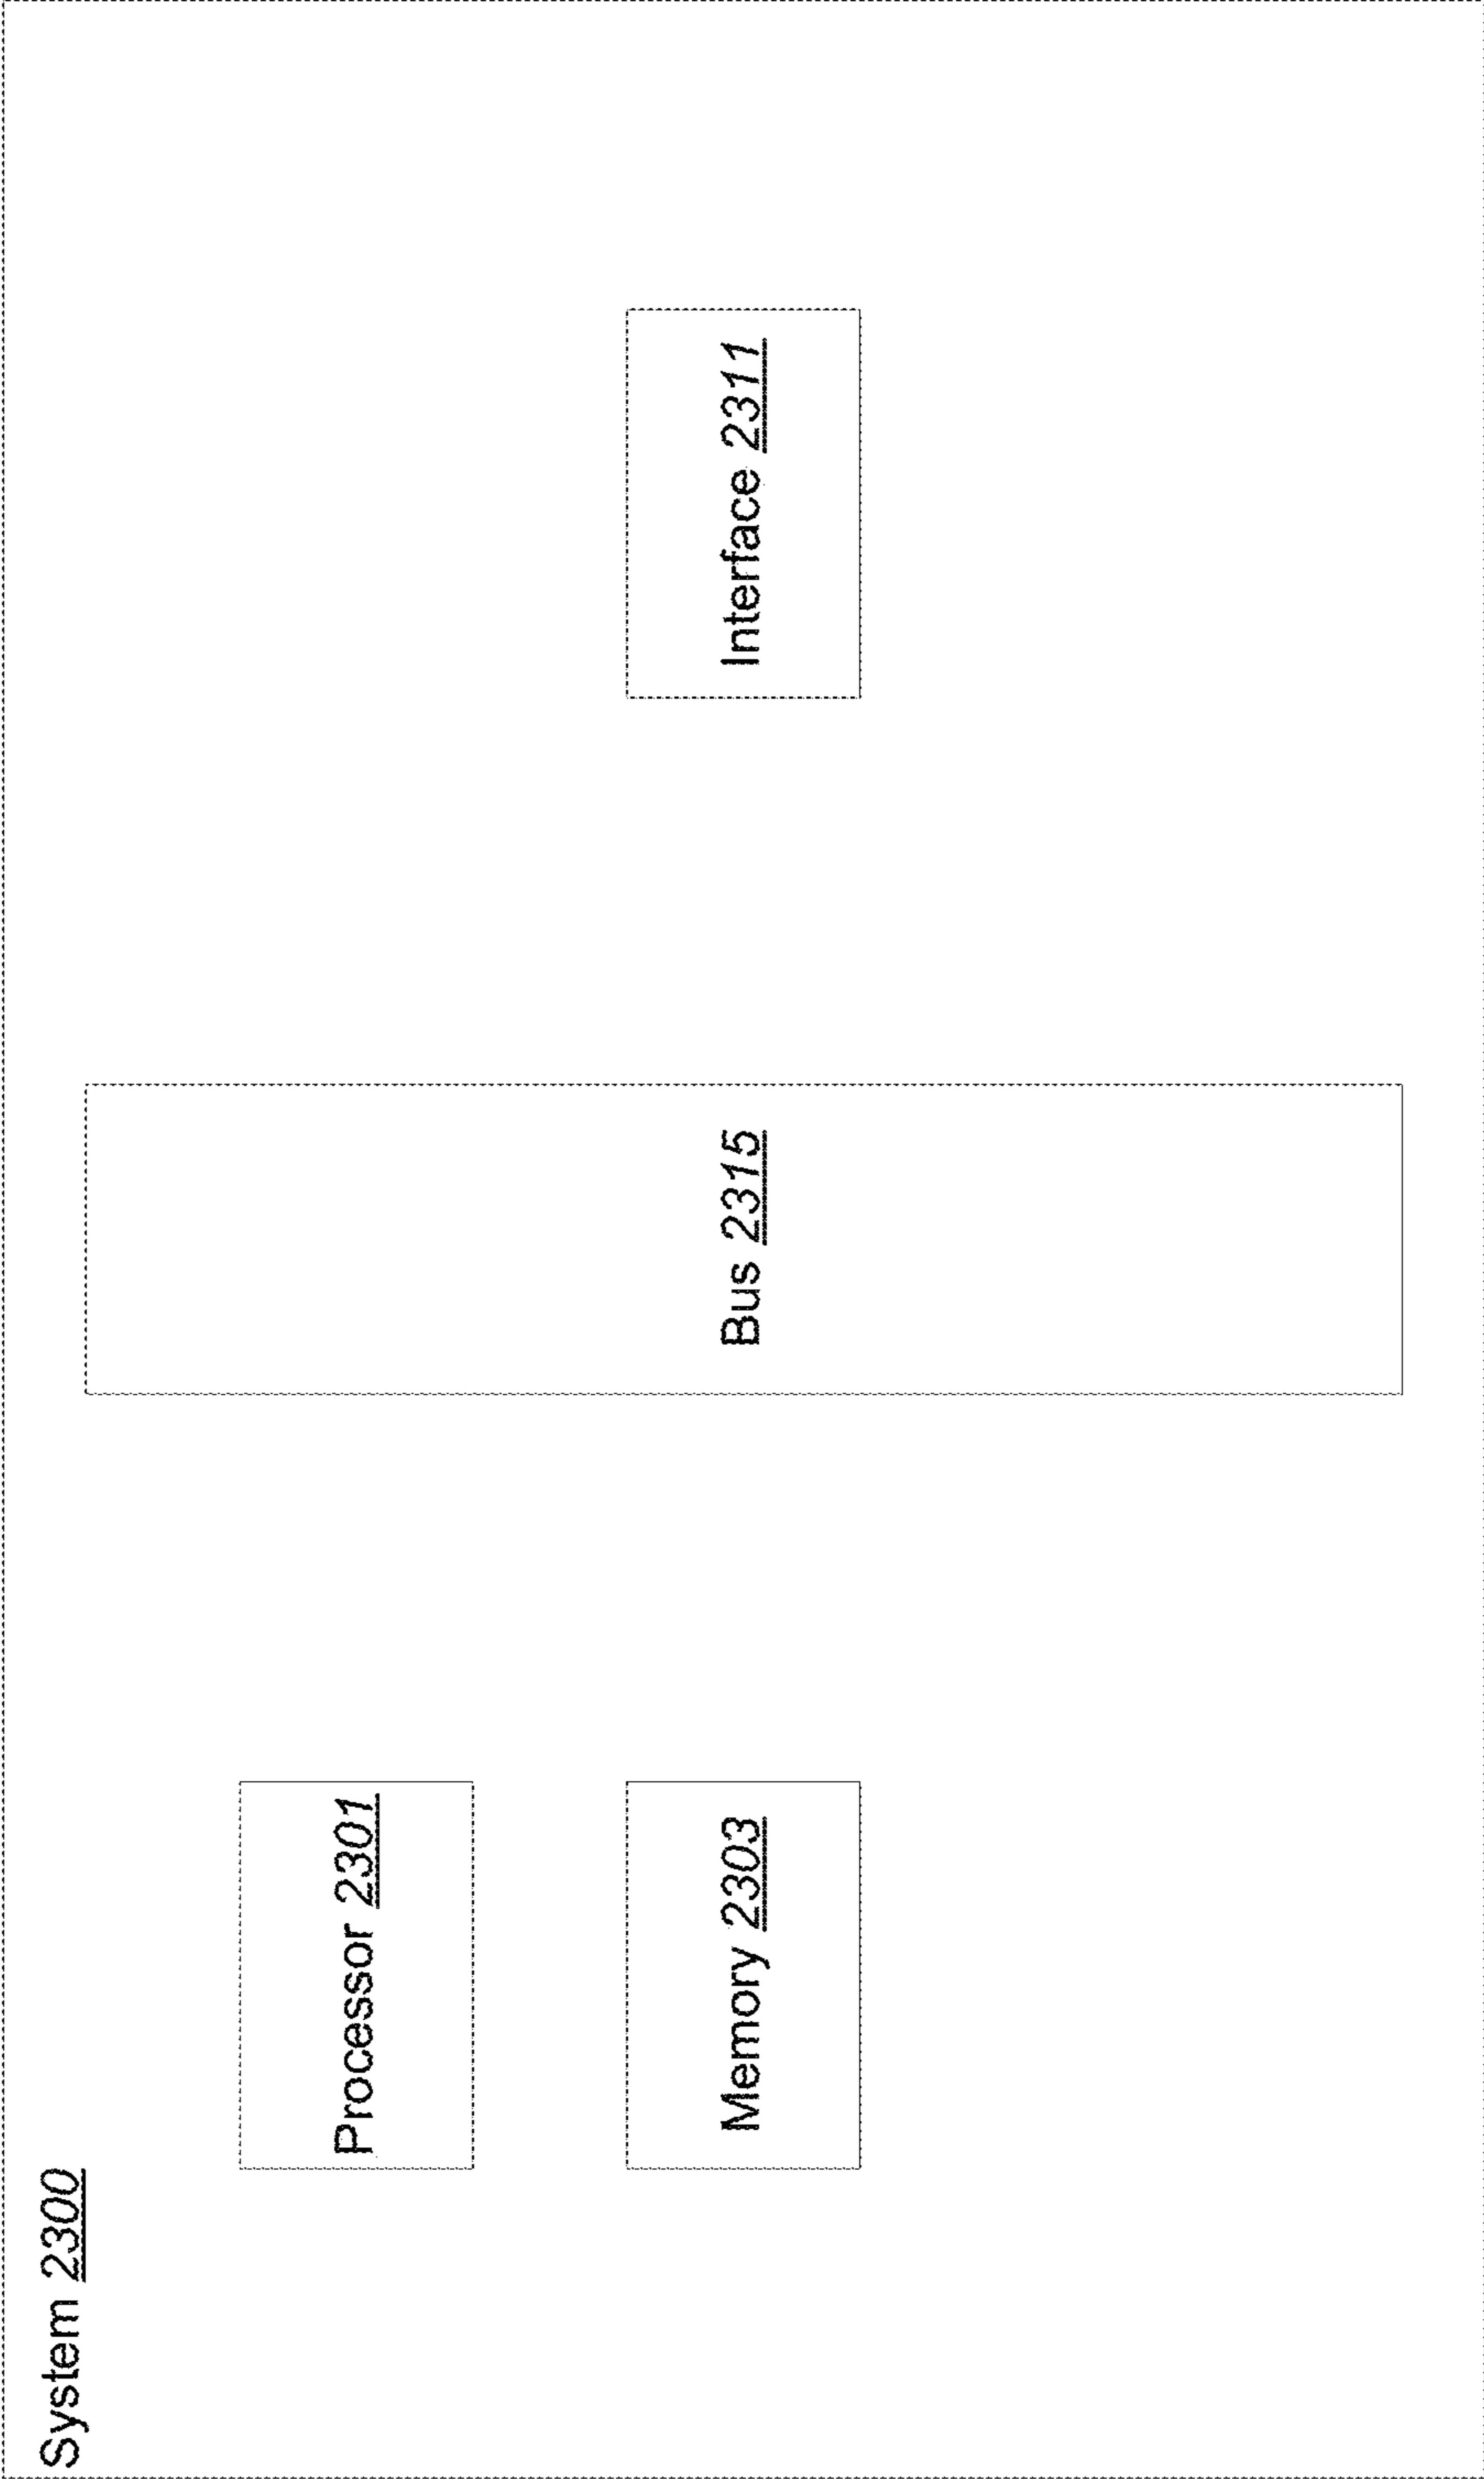 System 2300
Processor 2301
Memory 2303
Bus 2315
Interface 2311